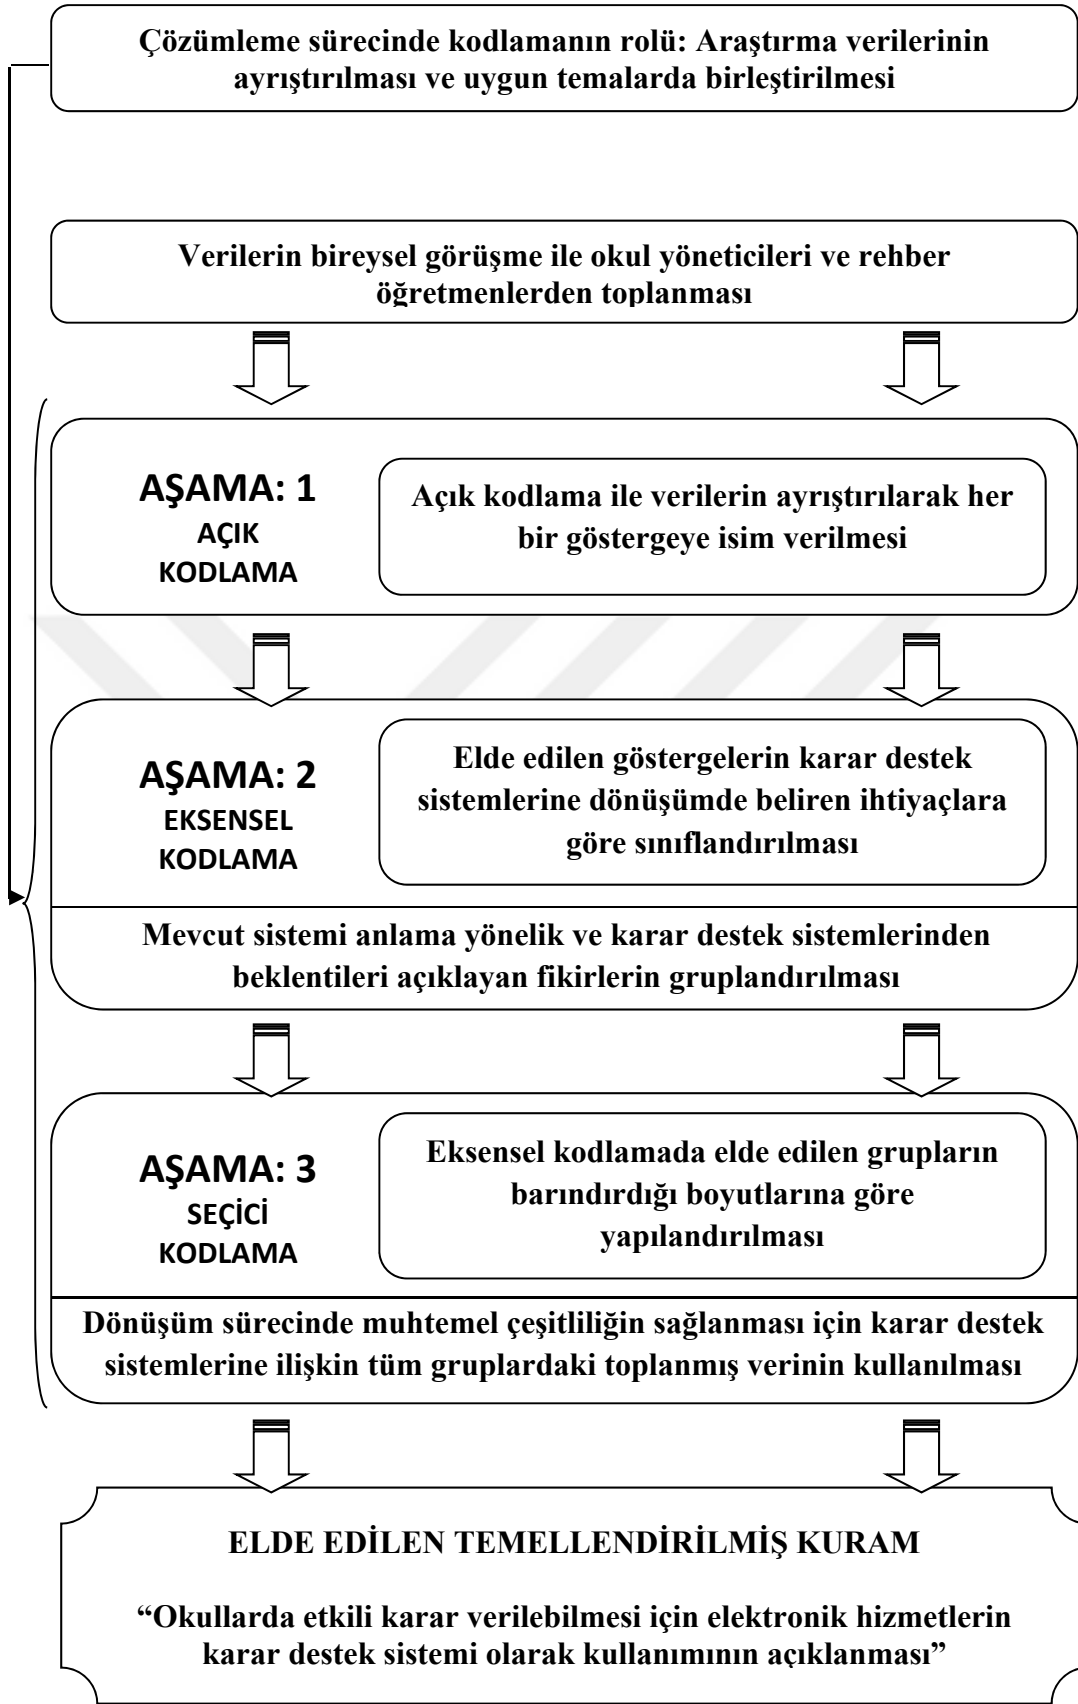 Çözümleme sürecinde kodlamanın rolü: Araştırma verilerinin
ayrıştırılması ve uygun temalarda birleştirilmesi
Verilerin bireysel görüşme ile okul yöneticileri ve rehber
öğretmenlerden toplanması
AŞAMA: 1
AÇIK
KODLAMA
Açık kodlama ile verilerin ayrıştırılarak her
bir göstergeye isim verilmesi
AŞAMA: 2
EKSENSEL
KODLAMA
Elde edilen göstergelerin karar destek
sistemlerine dönüşümde beliren ihtiyaçlara
göre sınıflandırılması
Mevcut sistemi anlama yönelik ve karar destek sistemlerinden
beklentileri açıklayan fikirlerin gruplandırılması
AŞAMA: 3
SEÇİCİ
KODLAMA
Eksensel kodlamada elde edilen grupların
barındırdığı boyutlarına göre
yapılandırılması
Dönüşüm sürecinde muhtemel çeşitliliğin sağlanması için karar destek
sistemlerine ilişkin tüm gruplardaki toplanmış verinin kullanılması
ELDE EDİLEN TEMELLENDİRİLMİŞ KURAM
“Okullarda etkili karar verilebilmesi için elektronik hizmetlerin
karar destek sistemi olarak kullanımının açıklanması”